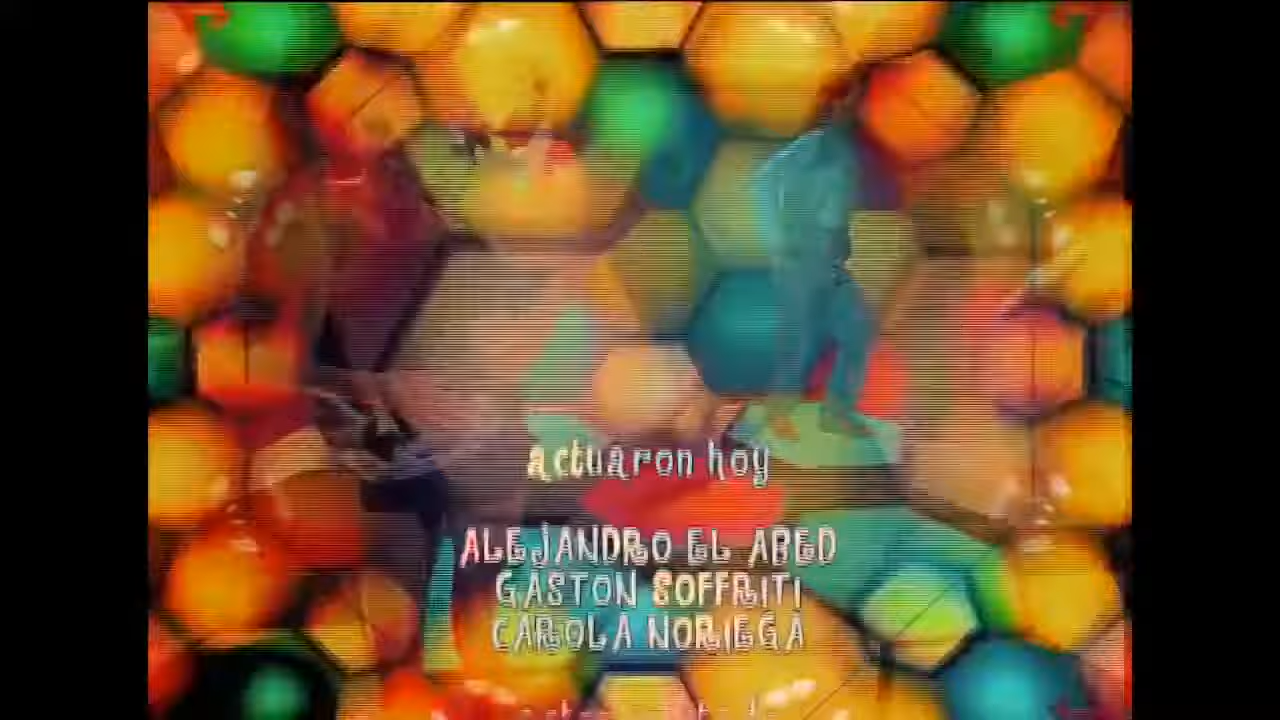 actuaron hoy
ALEJANDRO EL ABED
GASTON SOFFRITI
CAROLA NORIEGA